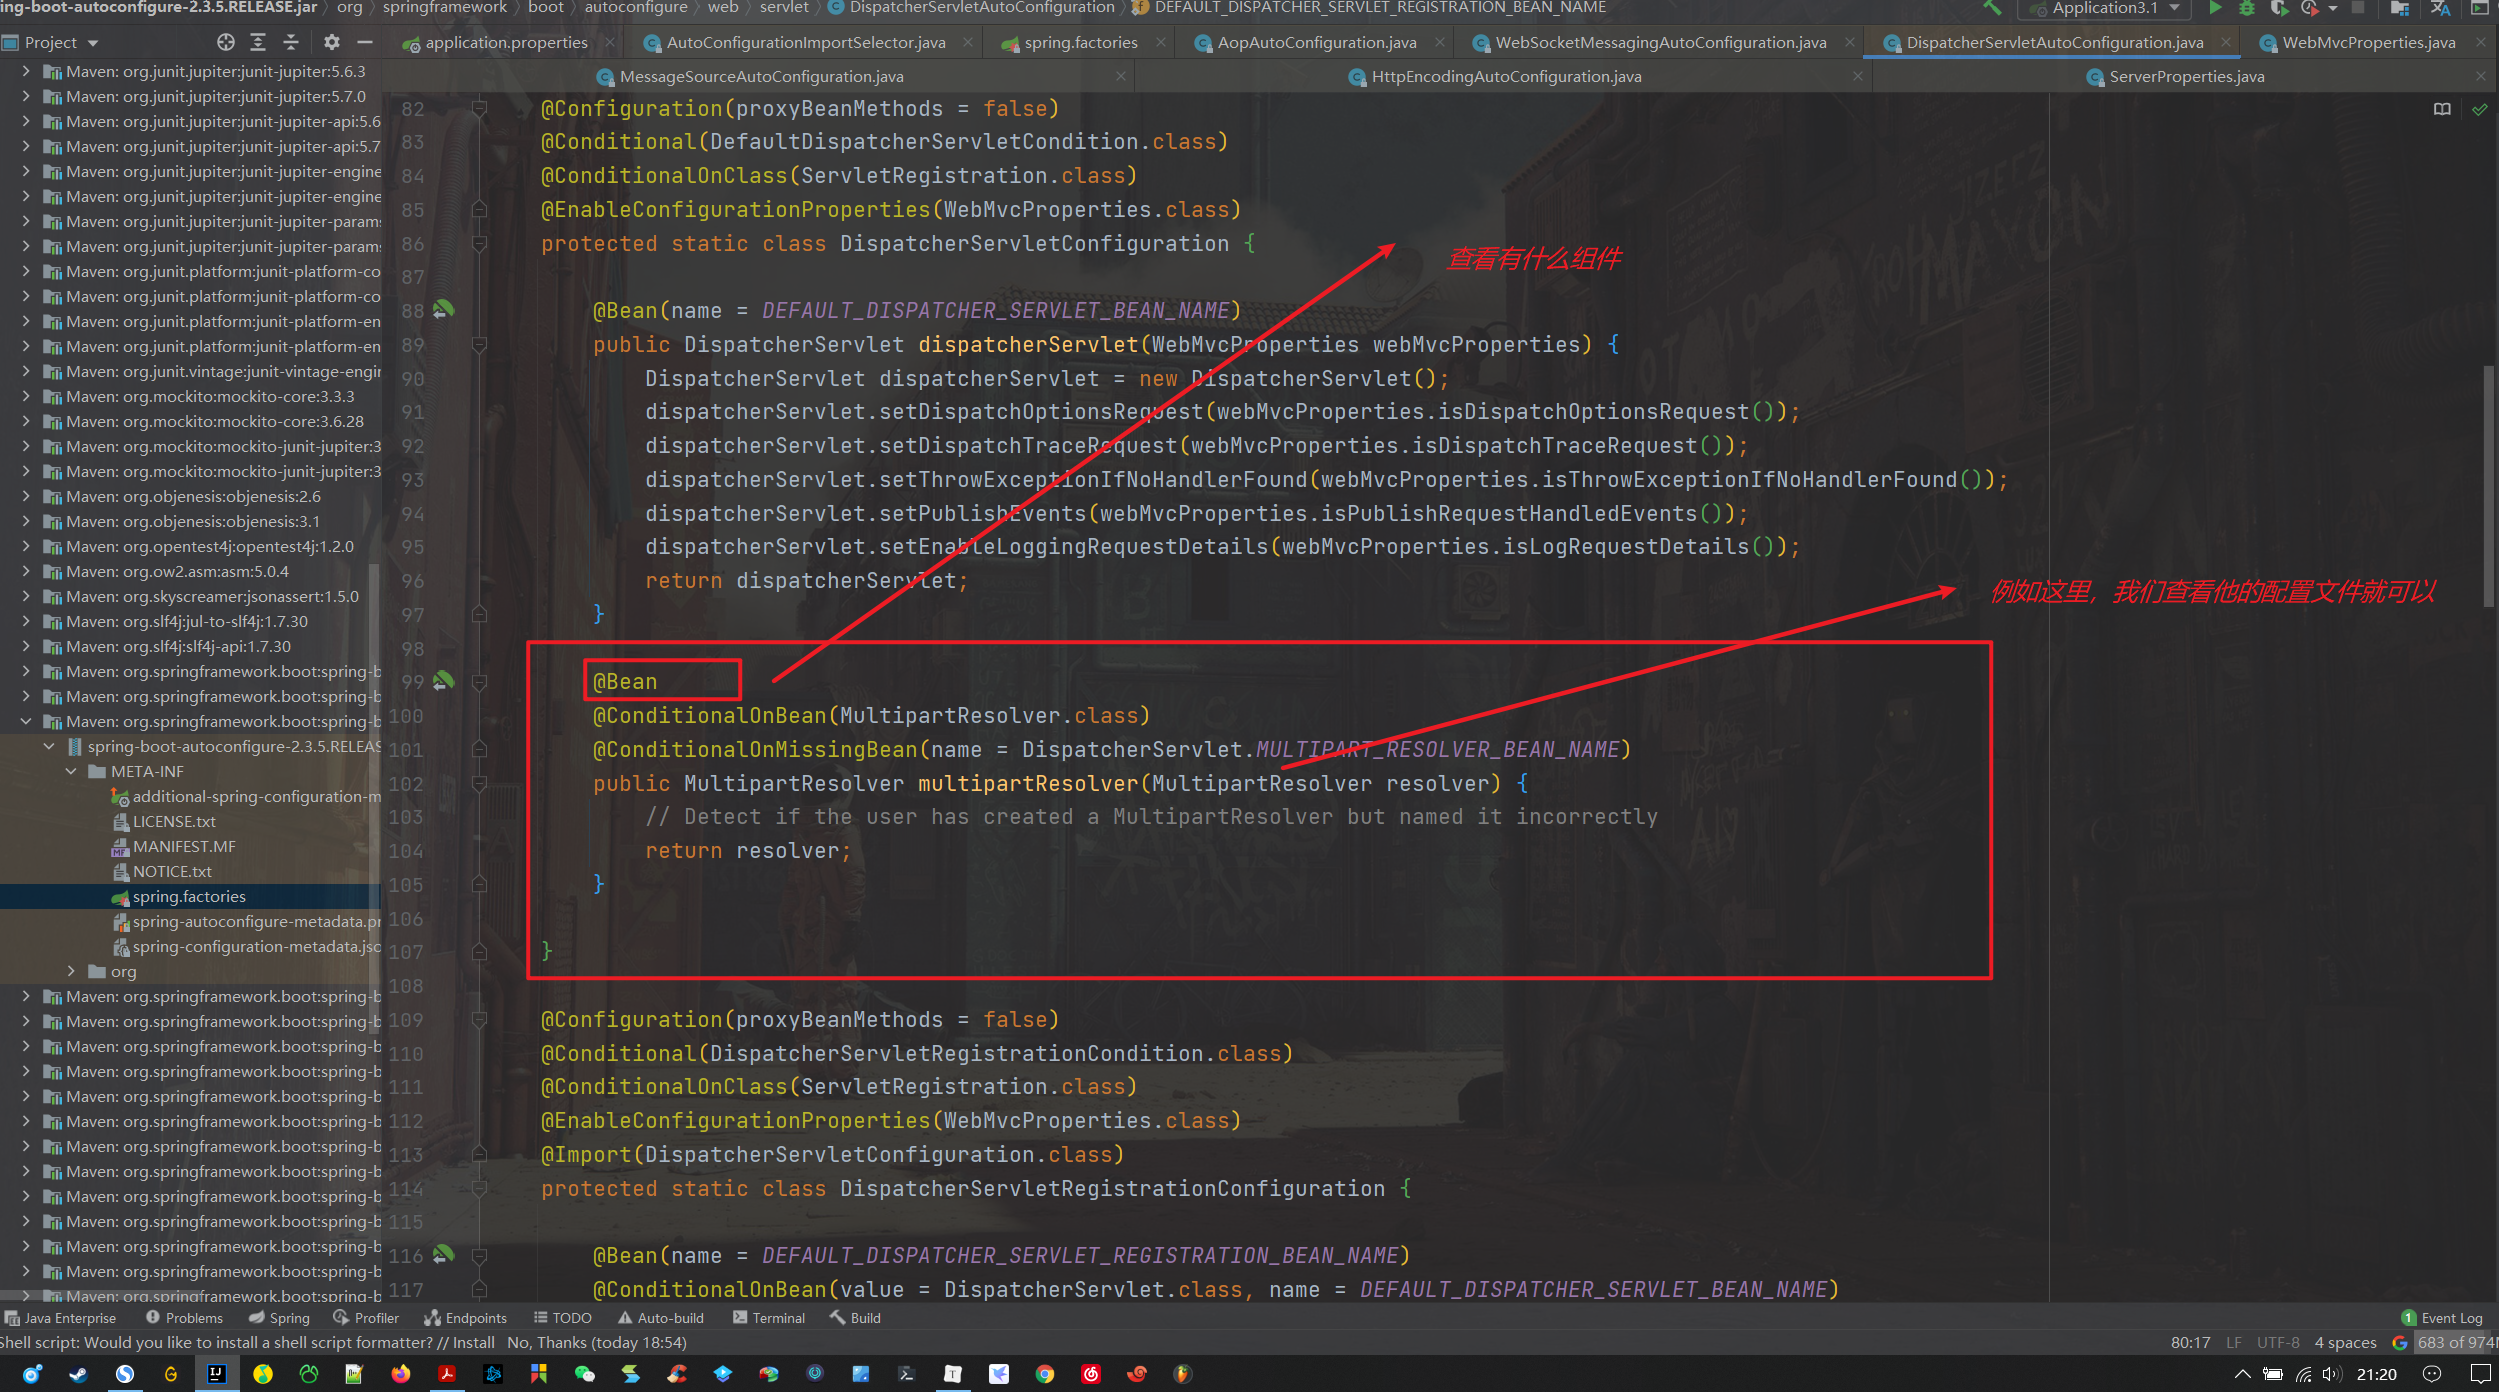 ing-boot-autoconfigure-2.3.5.RELEASE.jar 〉 org 〉 springframework 〉 boot 〉 autoconfigure 〉 web 〉 servlet 〉 DispatcherServletAutoConfiguration 〉 DEFAULT_DISPATCHER_SERVLET_REGISTRATION_BEAN_NAME Application3.1
Project application.properties AutoConfigurationImportSelector.java spring.factories AopAutoConfiguration.java WebSocketMessagingAutoConfiguration.java DispatcherServletAutoConfiguration.java WebMvcProperties.java
MessageSourceAutoConfiguration.java HttpEncodingAutoConfiguration.java ServerProperties.java
Maven: org.junit.jupiter:junit-jupiter:5.6.3
Maven: org.junit.jupiter:junit-jupiter:5.7.0
Maven: org.junit.jupiter:junit-jupiter-api:5.6
Maven: org.junit.jupiter:junit-jupiter-api:5.7
Maven: org.junit.jupiter:junit-jupiter-engine
Maven: org.junit.jupiter:junit-jupiter-engine
Maven: org.junit.jupiter:junit-jupiter-params
Maven: org.junit.jupiter:junit-jupiter-params
Maven: org.junit.platform:junit-platform-co
Maven: org.junit.platform:junit-platform-co
Maven: org.junit.platform:junit-platform-en
Maven: org.junit.platform:junit-platform-en
Maven: org.junit.vintage:junit-vintage-engin
Maven: org.mockito:mockito-core:3.3.3
Maven: org.mockito:mockito-core:3.6.28
Maven: org.mockito:mockito-junit-jupiter:3
Maven: org.mockito:mockito-junit-jupiter:3
Maven: org.objenesis:objenesis:2.6
Maven: org.objenesis:objenesis:3.1
Maven: org.opentest4j:opentest4j:1.2.0
Maven: org.ow2.asm:asm:5.0.4
Maven: org.skyscreamer:jsonassert:1.5.0
Maven: org.slf4j:jul-to-slf4j:1.7.30
Maven: org.slf4j:slf4j-api:1.7.30
Maven: org.springframework.boot:spring-b
Maven: org.springframework.boot:spring-b
Maven: org.springframework.boot:spring-b
spring-boot-autoconfigure-2.3.5.RELEAS
META-INF
additional-spring-configuration-m
LICENSE.txt
MANIFEST.MF
NOTICE.txt
spring.factories
spring-autoconfigure-metadata.pr
spring-configuration-metadata.jso
org
Maven: org.springframework.boot:spring-b
Maven: org.springframework.boot:spring-b
Maven: org.springframework.boot:spring-b
Maven: org.springframework.boot:spring-b
Maven: org.springframework.boot:spring-b
Maven: org.springframework.boot:spring-b
Maven: org.springframework.boot:spring-b
Maven: org.springframework.boot:spring-b
Maven: org.springframework.boot:spring-b
Maven: org.springframework.boot:spring-b
Maven: org.springframework.boot:spring-b
Maven: org.springframework.boot:spring-b
Maven: org.springframework.boot:spring-b
82 @Configuration(proxyBeanMethods = false)
83 @Conditional(DefaultDispatcherServletCondition.class)
84 @ConditionalOnClass(ServletRegistration.class)
85 @EnableConfigurationProperties(WebMvcProperties.class)
86 protected static class DispatcherServletConfiguration {
查看有什么组件
87
88 @Bean(name = DEFAULT_DISPATCHER_SERVLET_BEAN_NAME)
89 public DispatcherServlet dispatcherServlet(WebMvcProperties webMvcProperties) {
90 DispatcherServlet dispatcherServlet = new DispatcherServlet();
91 dispatcherServlet.setDispatchOptionsRequest(webMvcProperties.isDispatchOptionsRequest());
92 dispatcherServlet.setDispatchTraceRequest(webMvcProperties.isDispatchTraceRequest());
93 dispatcherServlet.setThrowExceptionIfNoHandlerFound(webMvcProperties.isThrowExceptionIfNoHandlerFound());
94 dispatcherServlet.setPublishEvents(webMvcProperties.isPublishRequestHandledEvents());
95 dispatcherServlet.setEnableLoggingRequestDetails(webMvcProperties.isLogRequestDetails());
96 return dispatcherServlet;
例如这里，我们查看他的配置文件就可以
97 }
98
99 @Bean
100 @ConditionalOnBean(MultipartResolver.class)
101 @ConditionalOnMissingBean(name = DispatcherServlet.MULTIPART_RESOLVER_BEAN_NAME)
102 public MultipartResolver multipartResolver(MultipartResolver resolver) {
103 // Detect if the user has created a MultipartResolver but named it incorrectly
104 return resolver;
105 }
106
107 }
108
109 @Configuration(proxyBeanMethods = false)
110 @Conditional(DispatcherServletRegistrationCondition.class)
111 @ConditionalOnClass(ServletRegistration.class)
112 @EnableConfigurationProperties(WebMvcProperties.class)
113 @Import(DispatcherServletConfiguration.class)
114 protected static class DispatcherServletRegistrationConfiguration {
115
116 @Bean(name = DEFAULT_DISPATCHER_SERVLET_REGISTRATION_BEAN_NAME)
117 @ConditionalOnBean(value = DispatcherServlet.class, name = DEFAULT_DISPATCHER_SERVLET_BEAN_NAME)
Java Enterprise Problems Spring Profiler Endpoints TODO Auto-build Terminal Build 1 Event Log
Shell script: Would you like to install a shell script formatter? // Install No, Thanks (today 18:54) 80:17 LF UTF-8 4 spaces 683 of 974M
21:20